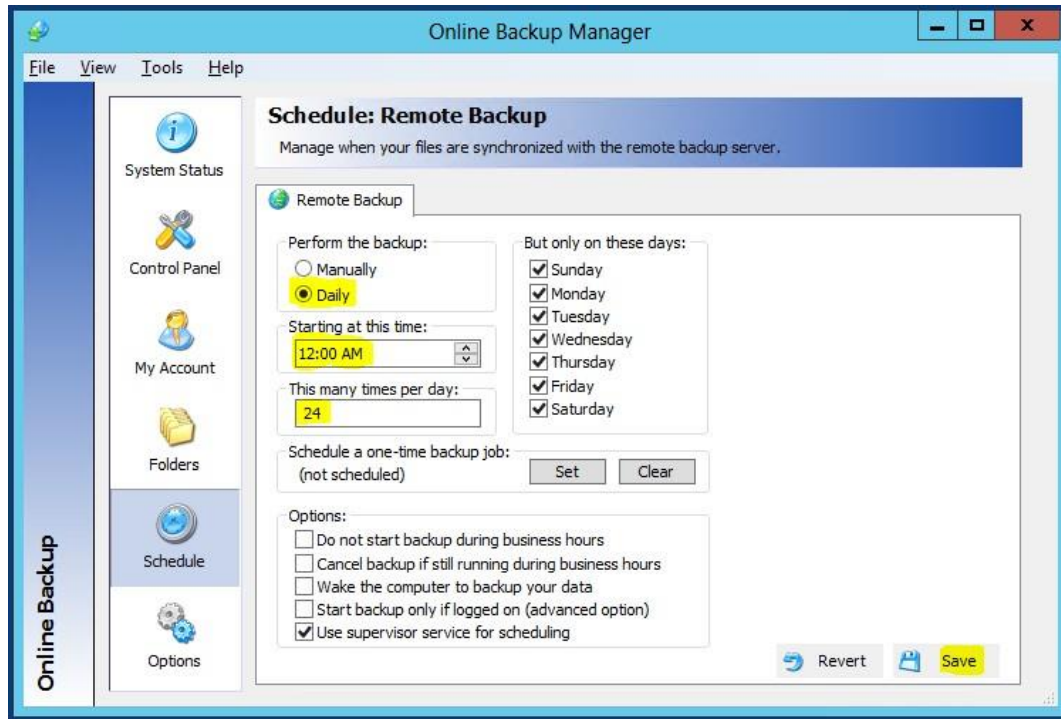 Online Backup Manager
File View Tools Help
Online Backup
System Status
Control Panel
My Account
Folders
Schedule
Options
Schedule: Remote Backup
Manage when your files are synchronized with the remote backup server.
Remote Backup
Perform the backup:
Manually
Daily
Starting at this time:
12:00 AM
This many times per day:
24
But only on these days:
Sunday
Monday
Tuesday
Wednesday
Thursday
Friday
Saturday
Schedule a one-time backup job:
(not scheduled) Set Clear
Options:
Do not start backup during business hours
Cancel backup if still running during business hours
Wake the computer to backup your data
Start backup only if logged on (advanced option)
Use supervisor service for scheduling
Revert Save